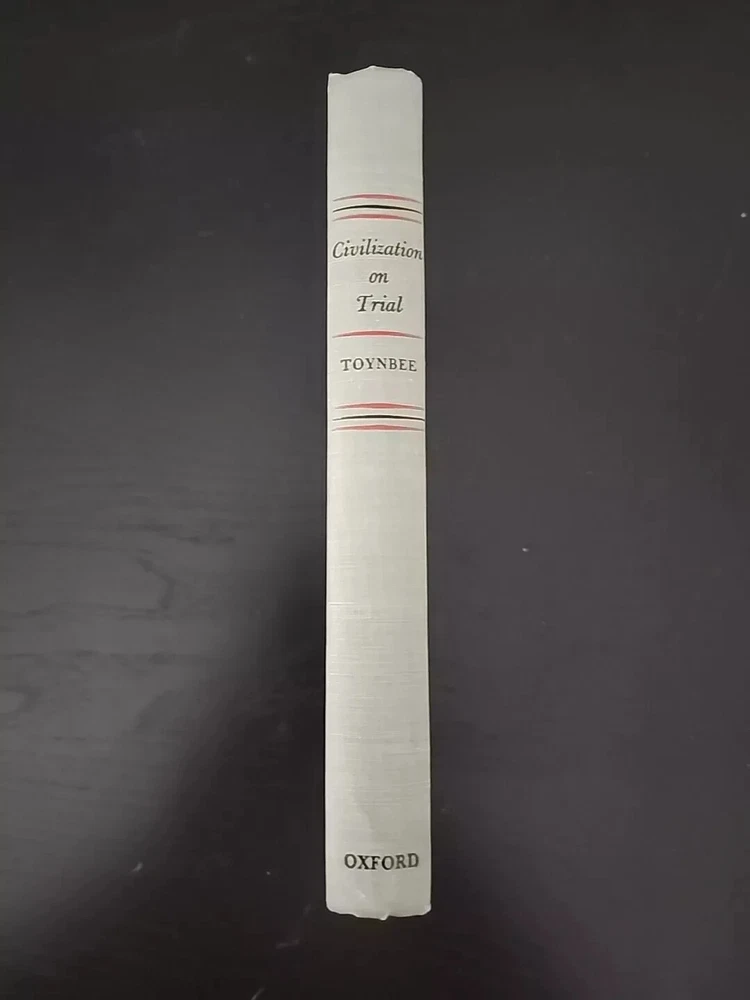 Civilization
on
Trial
TOYNBEE
OXFORD